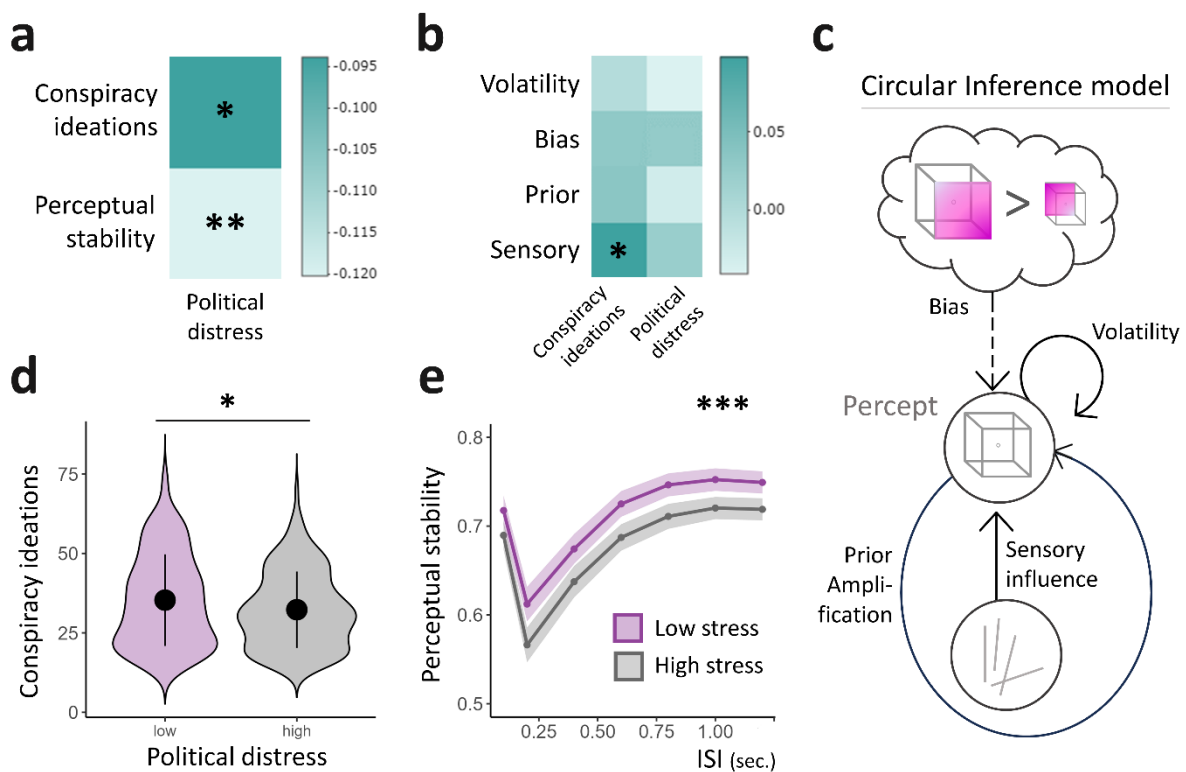 a
Conspiracy
ideations
*
Perceptual
stability
**
Political
distress
-0.095
-0.100
-0.105
-0.110
-0.115
-0.120
b
Volatility
Bias
Prior
Sensory
*
Conspiracy
ideations
Political
distress
0.05
0.00
c
Circular Inference model
>
Bias
Volatility
Percept
Prior
Ampli-
fication
Sensory
influence
d
*
Conspiracy ideations
75
50
25
0
low
high
Political distress
e
***
Perceptual stability
0.8
0.7
0.6
0.5
Low stress
High stress
0.25
0.50
0.75
1.00
ISI (sec.)